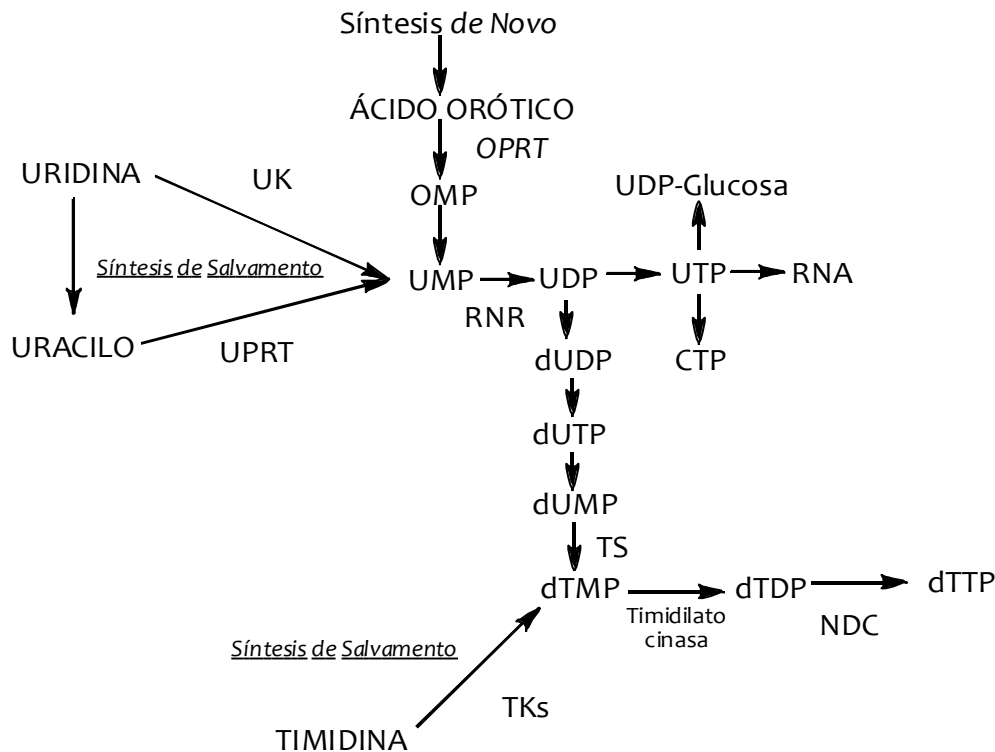 Síntesis de Novo
ÁCIDO ORÓTICO
OPRT
URIDINA
UK
OMP
UDP-Glucosa
Síntesis de Salvamento
UMP
UDP
UTP
RNA
RNR
URACILO
UPRT
dUDP
CTP
dUTP
dUMP
TS
dTMP
dTDP
dTTP
Timidilato
cinasa
NDC
Síntesis de Salvamento
TKs
TIMIDINA